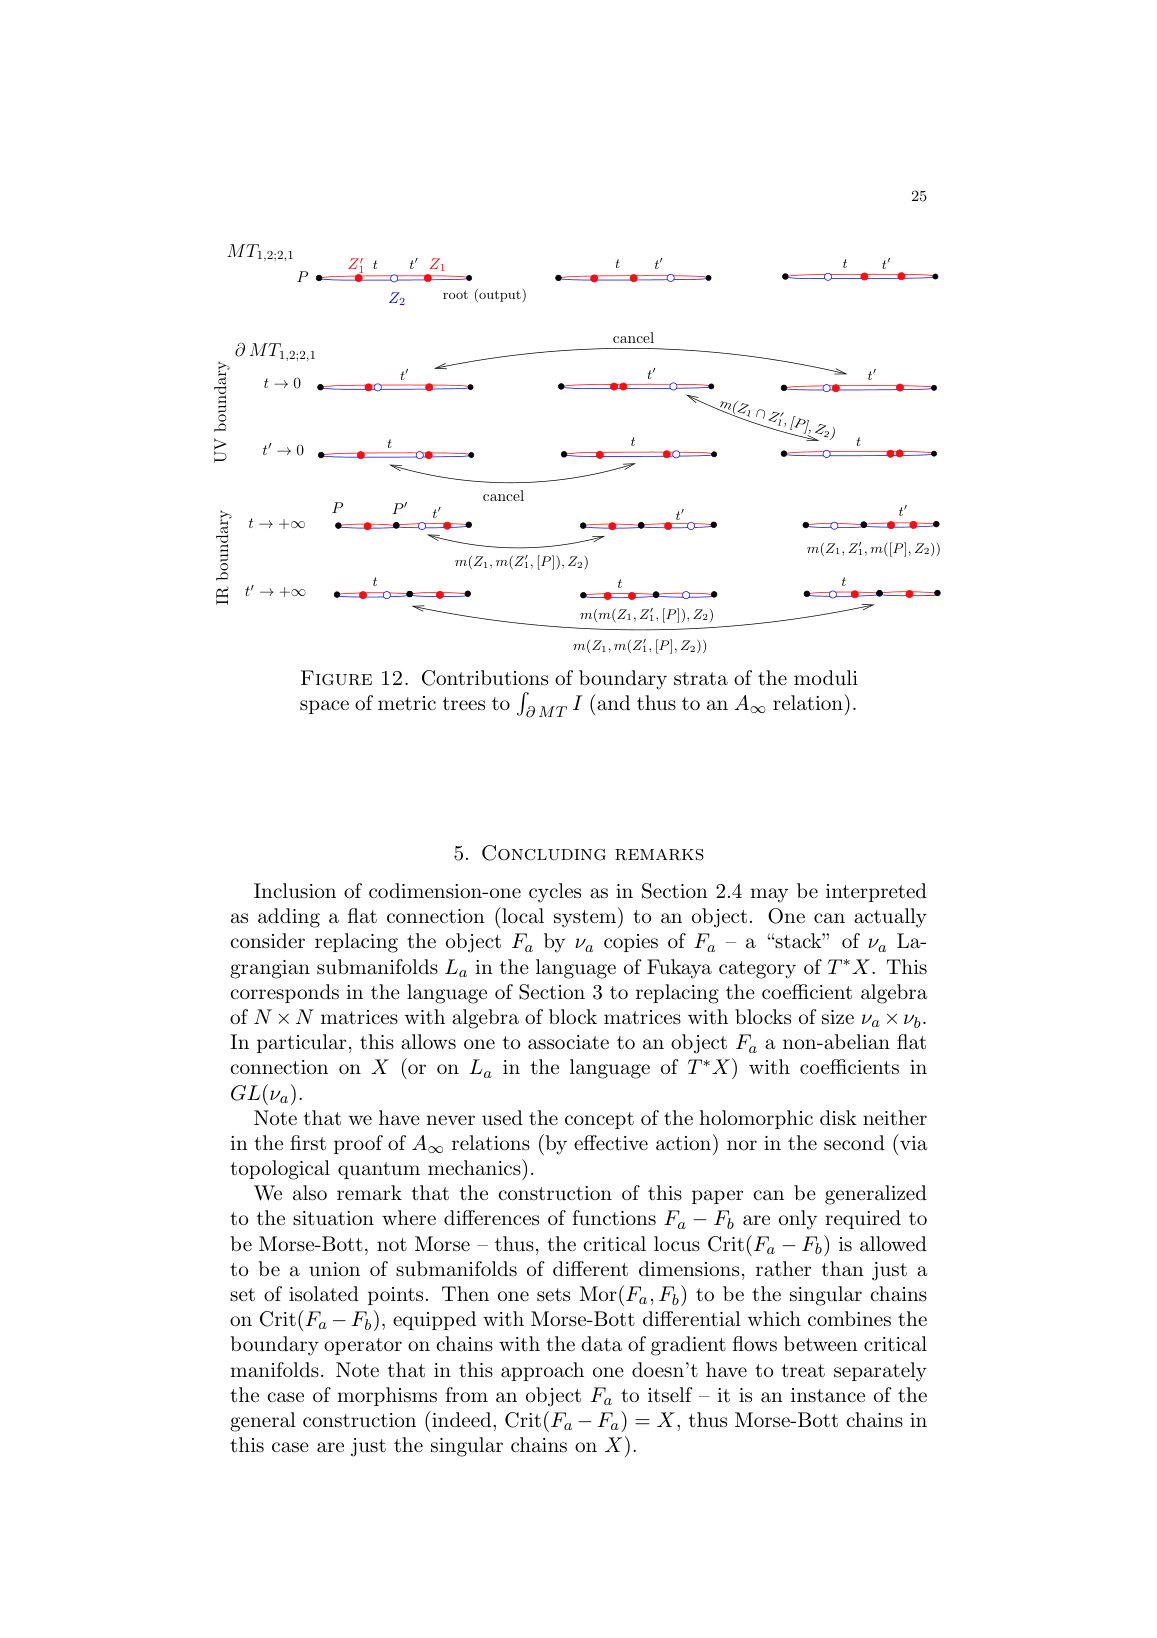 25
MT_{1,2;2,1}
P Z'_1 t t' Z_1 t t' t t'
Z_2 root (output)
∂ MT_{1,2;2,1}
cancel
UV boundary
t → 0 t' t' t'
m(Z_1 ∩ Z'_1, [P], Z_2)
t' → 0 t t t
cancel
IR boundary
t → +∞ P P' t' t' t'
m(Z_1, m(Z'_1, [P]), Z_2) m(Z_1, Z'_1, m([P], Z_2))
t' → +∞ t t t
m(m(Z_1, Z'_1, [P]), Z_2)
m(Z_1, m(Z'_1, [P], Z_2))
FIGURE 12. Contributions of boundary strata of the moduli
space of metric trees to ∫_{∂ MT} I (and thus to an A_∞ relation).
5. CONCLUDING REMARKS
Inclusion of codimension-one cycles as in Section 2.4 may be interpreted
as adding a flat connection (local system) to an object. One can actually
consider replacing the object F_a by ν_a copies of F_a – a “stack” of ν_a La-
grangian submanifolds L_a in the language of Fukaya category of T*X. This
corresponds in the language of Section 3 to replacing the coefficient algebra
of N × N matrices with algebra of block matrices with blocks of size ν_a × ν_b.
In particular, this allows one to associate to an object F_a a non-abelian flat
connection on X (or on L_a in the language of T*X) with coefficients in
GL(ν_a).
Note that we have never used the concept of the holomorphic disk neither
in the first proof of A_∞ relations (by effective action) nor in the second (via
topological quantum mechanics).
We also remark that the construction of this paper can be generalized
to the situation where differences of functions F_a − F_b are only required to
be Morse-Bott, not Morse – thus, the critical locus Crit(F_a − F_b) is allowed
to be a union of submanifolds of different dimensions, rather than just a
set of isolated points. Then one sets Mor(F_a, F_b) to be the singular chains
on Crit(F_a − F_b), equipped with Morse-Bott differential which combines the
boundary operator on chains with the data of gradient flows between critical
manifolds. Note that in this approach one doesn't have to treat separately
the case of morphisms from an object F_a to itself – it is an instance of the
general construction (indeed, Crit(F_a − F_a) = X, thus Morse-Bott chains in
this case are just the singular chains on X).